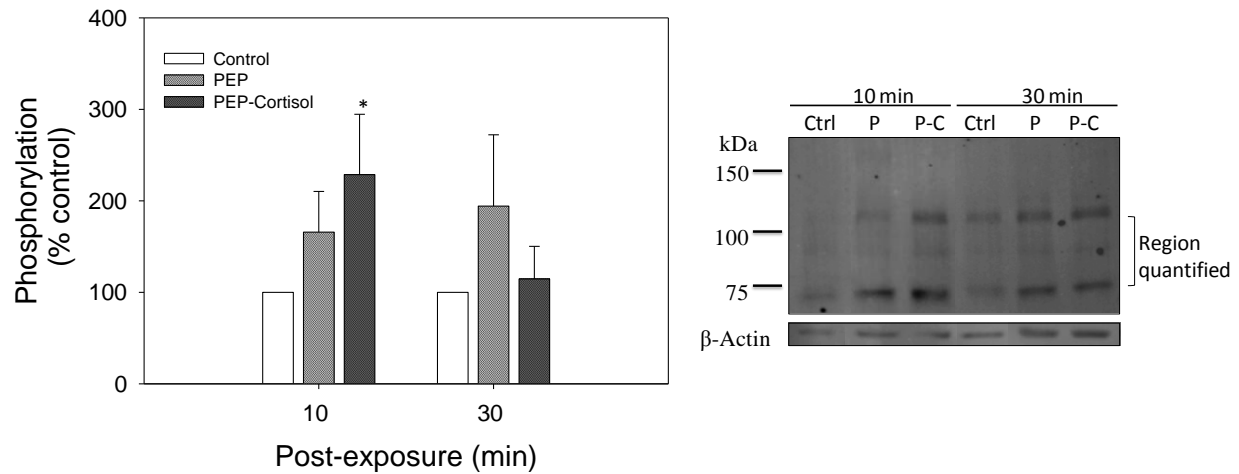 400
300
200
100
0
Phosphorylation
(% control)
Control
PEP
PEP-Cortisol
*
10
30
Post-exposure (min)
10 min
30 min
Ctrl P P-C Ctrl P P-C
kDa
150
100
75
Region
quantified
β-Actin